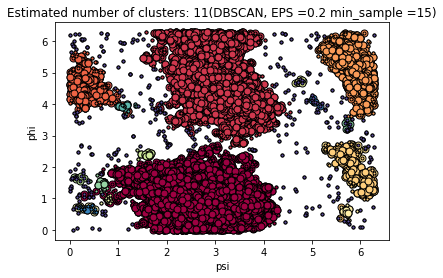 Estimated number of clusters: 11(DBSCAN, EPS =0.2 min_sample =15)
6
5
4
3
2
1
0
phi
0 1 2 3 4 5 6
psi